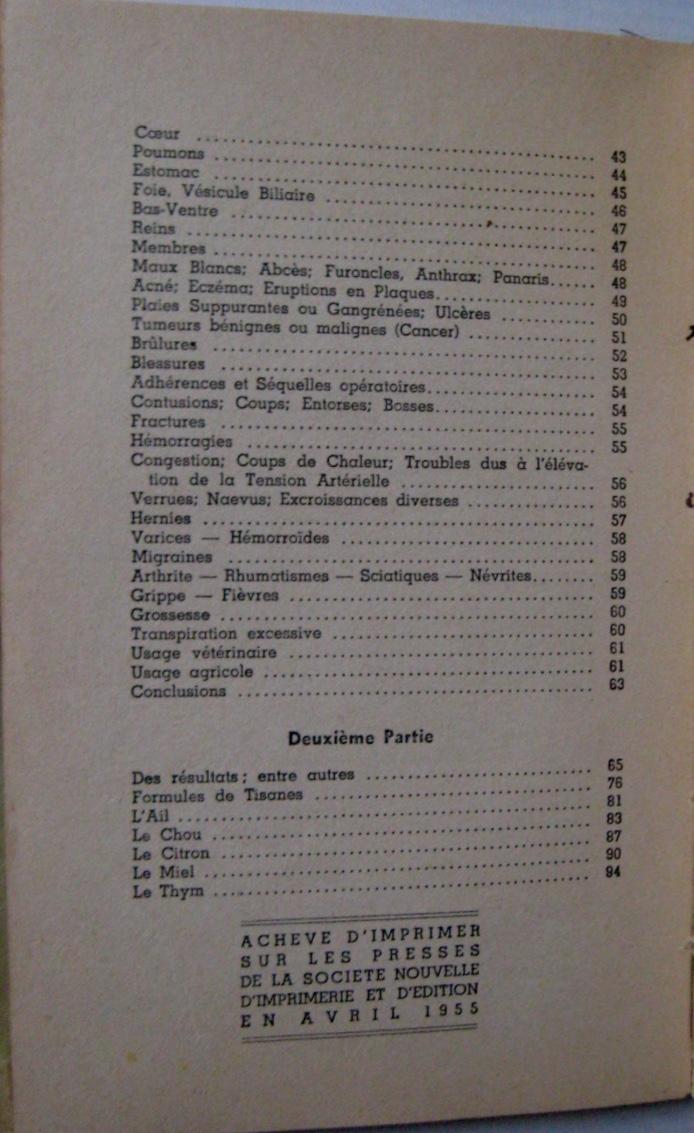 Cœur ........ 43
Poumons ........ 44
Estomac ........ 45
Foie, Vésicule Biliaire ........ 46
Bas-Ventre ........ 47
Reins ........ 47
Membres ........ 48
Maux Blancs; Abcès; Furoncles, Anthrax; Panaris...... 48
Acné; Eczéma; Eruptions en Plaques........ 49
Plaies Suppurantes ou Gangrénées; Ulcères ........ 50
Tumeurs bénignes ou malignes (Cancer) ........ 51
Brûlures ........ 52
Blessures ........ 53
Adhérences et Séquelles opératoires........ 54
Contusions; Coups; Entorses; Bosses........ 54
Fractures ........ 55
Hémorragies ........ 55
Congestion; Coups de Chaleur; Troubles dus à l'éléva-
tion de la Tension Artérielle ........ 56
Verrues; Naevus; Excroissances diverses ........ 56
Hernies ........ 57
Varices — Hémorroïdes ........ 58
Migraines ........ 58
Arthrite — Rhumatismes — Sciatiques — Névrites........ 59
Grippe — Fièvres ........ 59
Grossesse ........ 60
Transpiration excessive ........ 60
Usage vétérinaire ........ 61
Usage agricole ........ 61
Conclusions ........ 63
Deuxième Partie
Des résultats; entre autres ........ 65
Formules de Tisanes ........ 76
L'Ail ........ 81
Le Chou ........ 83
Le Citron ........ 87
Le Miel ........ 90
Le Thym ........ 94
ACHEVE D'IMPRIMER
SUR LES PRESSES
DE LA SOCIETE NOUVELLE
D'IMPRIMERIE ET D'EDITION
EN AVRIL 1955